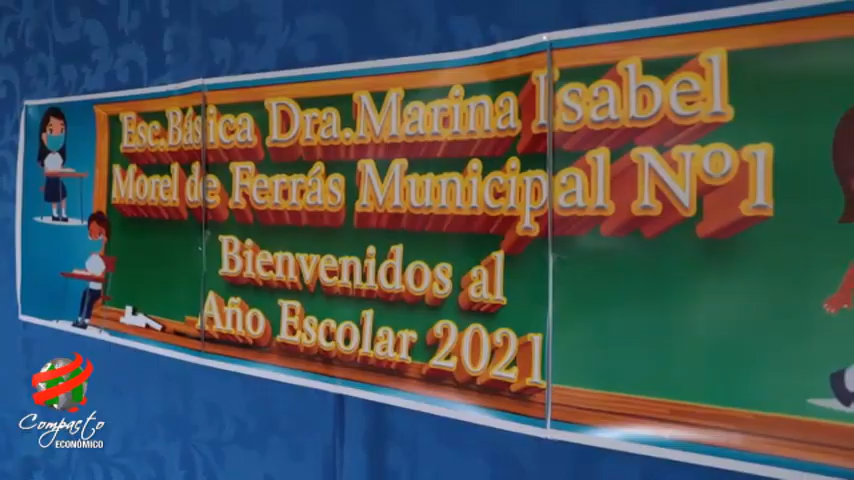 Esc.Básica Dra.Marina Isabel
Morel de Ferrás Municipal Nº1
Bienvenidos al
Año Escolar 2021
Compacto
ECONÓMICO